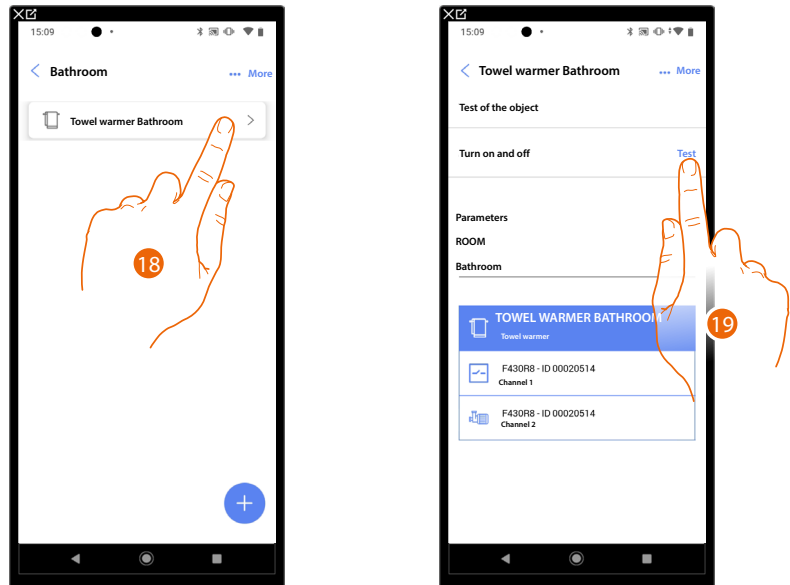 15:09
Bathroom
More
Towel warmer Bathroom
18
15:09
Towel warmer Bathroom
More
Test of the object
Turn on and off
Test
Parameters
ROOM
Bathroom
TOWEL WARMER BATHROOM
Towel warmer
19
F430R8 - ID 00020514
Channel 1
F430R8 - ID 00020514
Channel 2